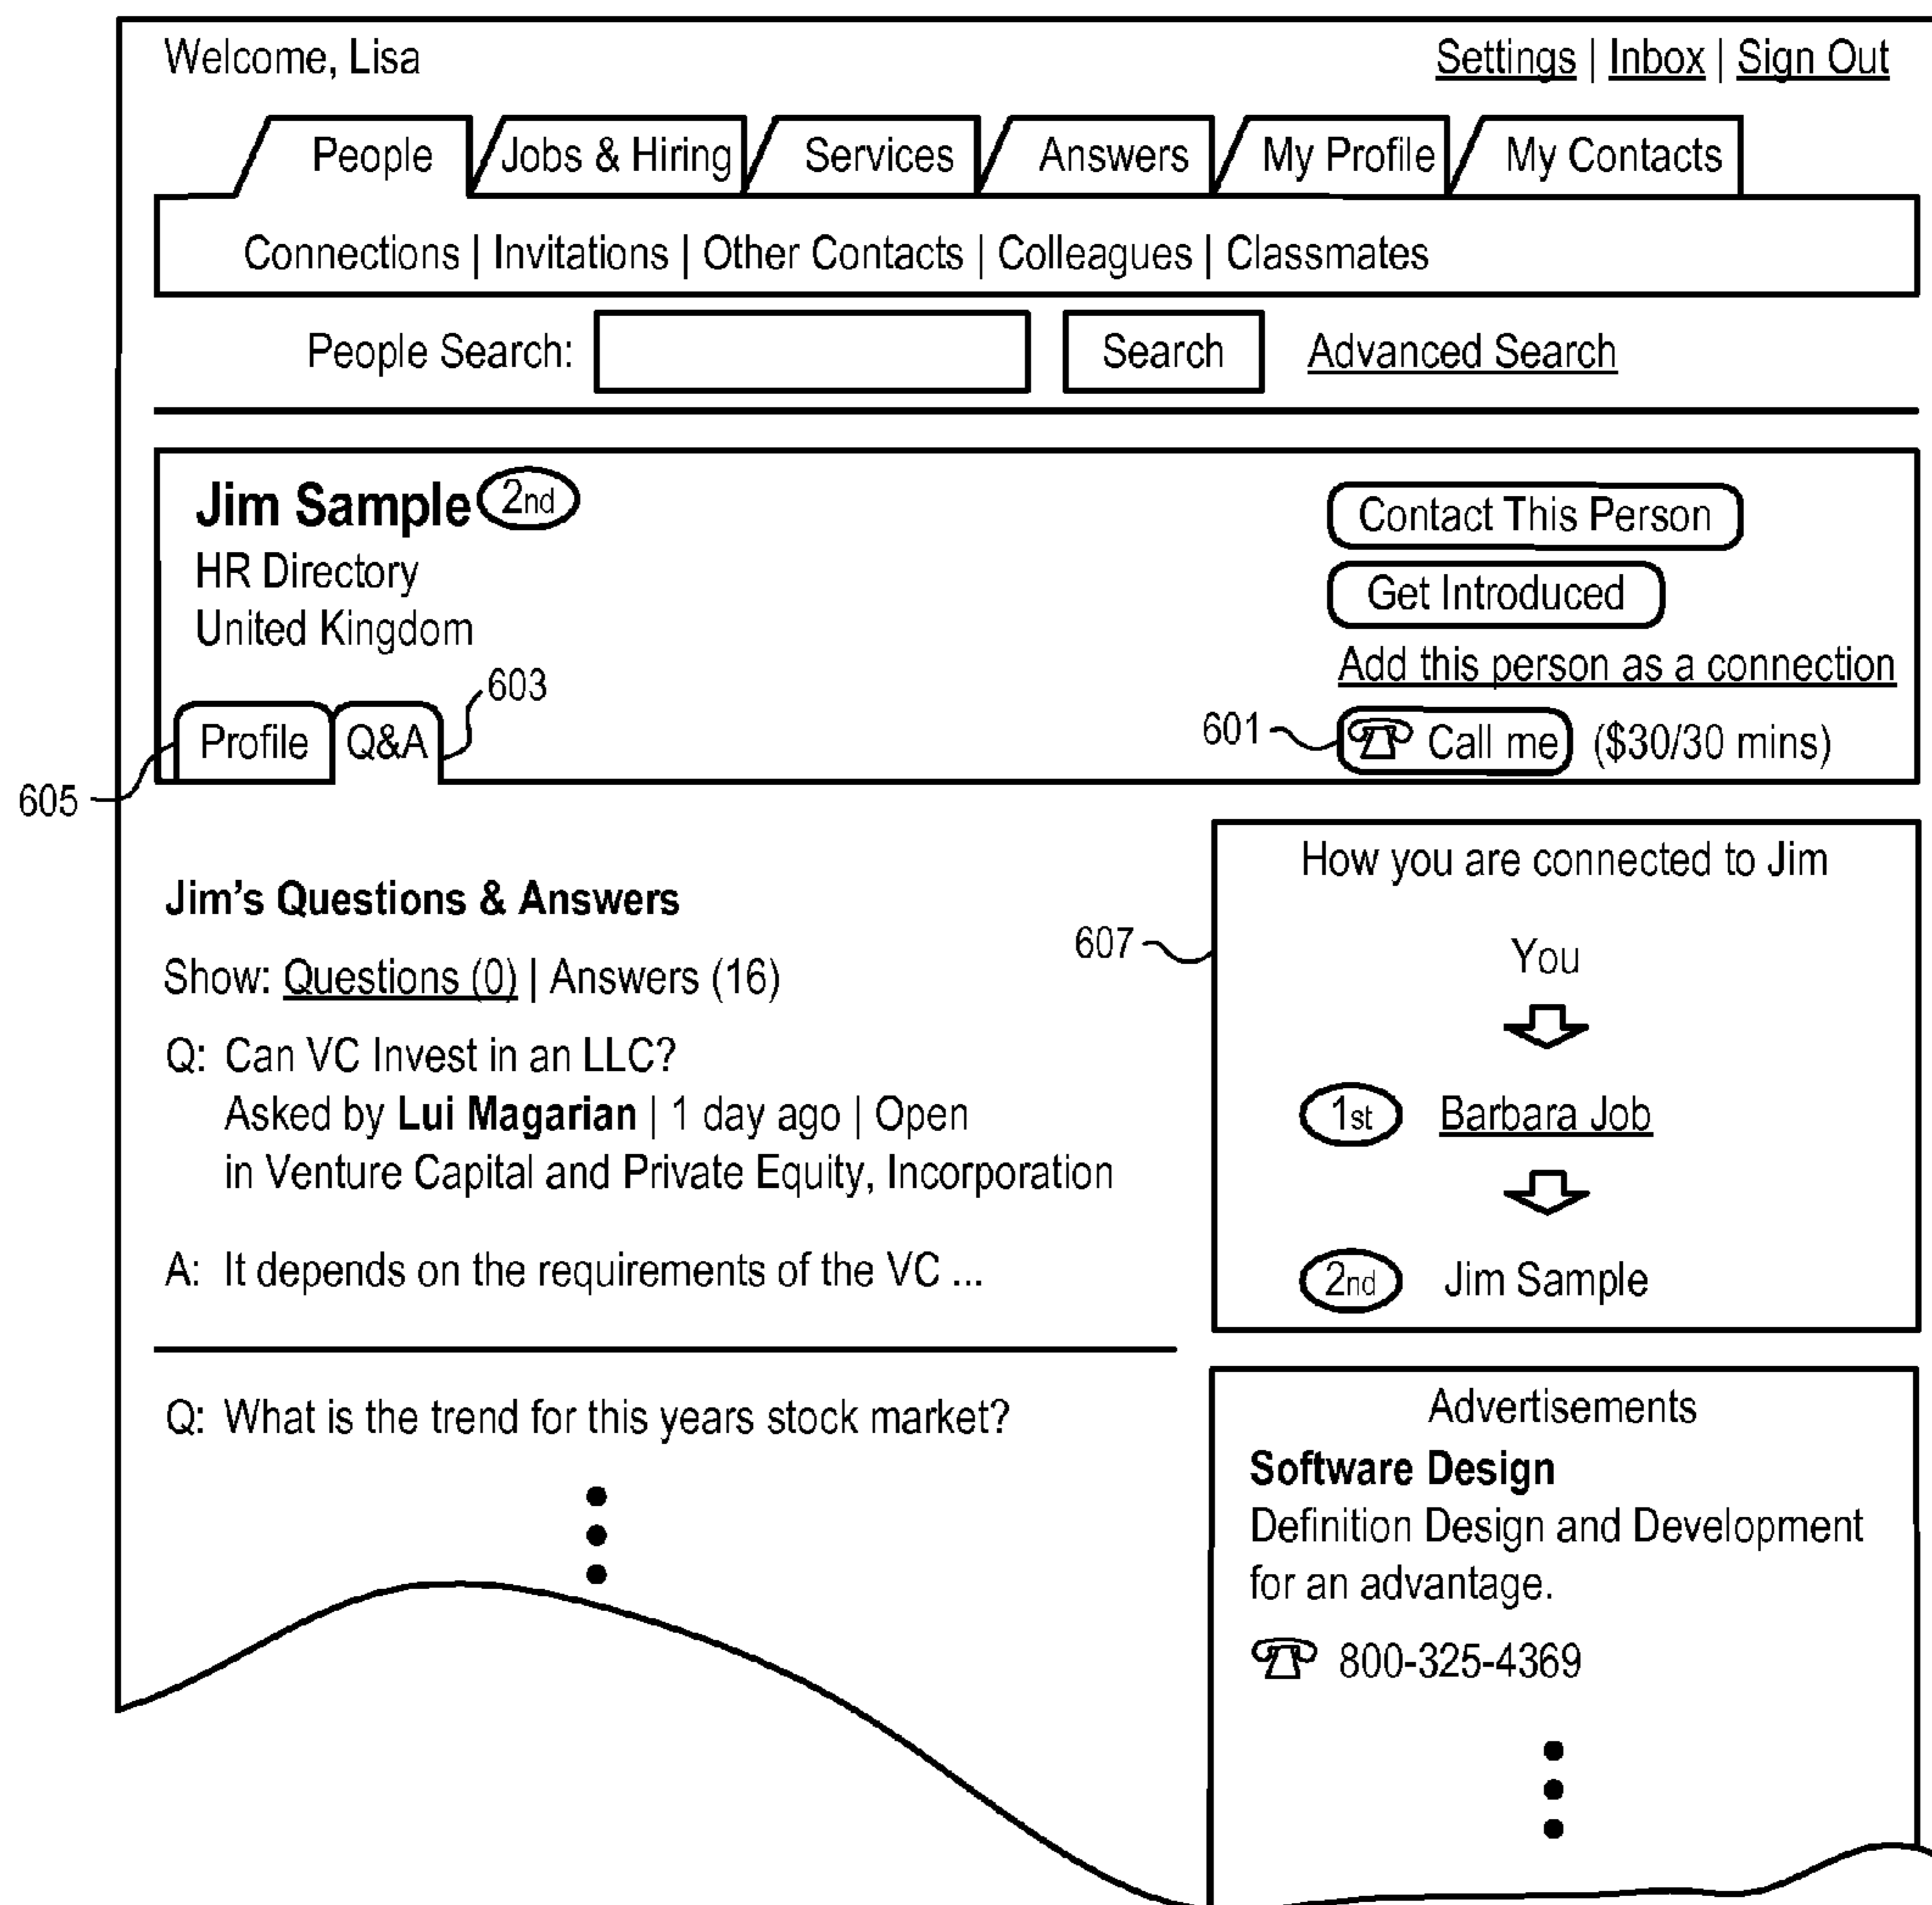 Welcome, Lisa
Settings | Inbox | Sign Out
People
Jobs & Hiring
Services
Answers
My Profile
My Contacts
Connections | Invitations | Other Contacts | Colleagues | Classmates
People Search:
Search
Advanced Search
Jim Sample 2nd
HR Directory
United Kingdom
Contact This Person
Get Introduced
Add this person as a connection
601
Call me ($30/30 mins)
603
Profile
Q&A
605
Jim's Questions & Answers
Show: Questions (0) | Answers (16)
Q: Can VC Invest in an LLC?
Asked by Lui Magarian | 1 day ago | Open
in Venture Capital and Private Equity, Incorporation
A: It depends on the requirements of the VC ...
Q: What is the trend for this years stock market?
607
How you are connected to Jim
You
1st Barbara Job
2nd Jim Sample
Advertisements
Software Design
Definition Design and Development
for an advantage.
800-325-4369